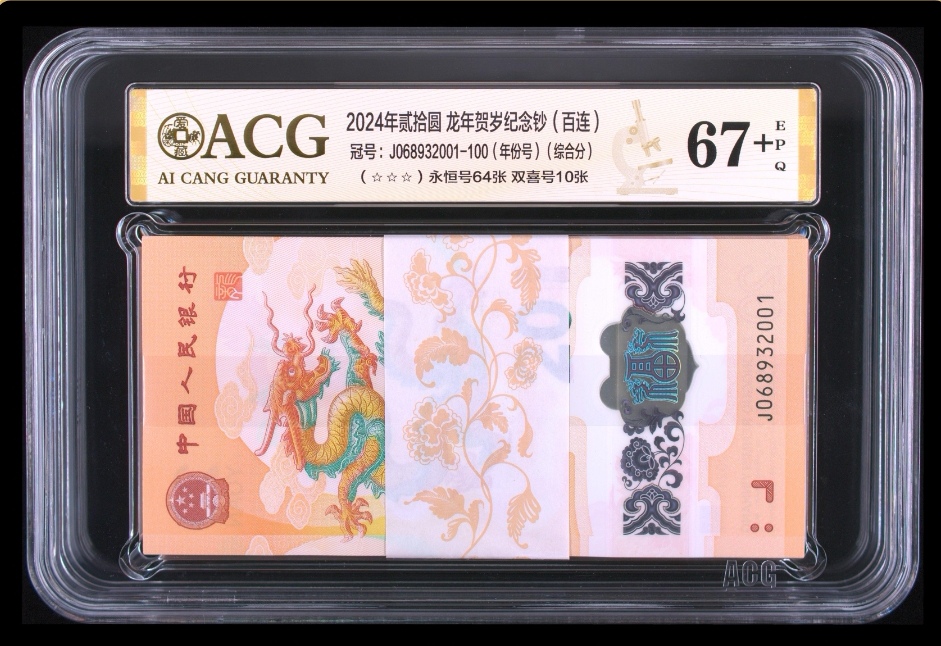 ACG
AI CANG GUARANTY
2024年贰拾圆 龙年贺岁纪念钞（百连）
冠号：J068932001-100（年份号）（综合分）
（☆☆☆）永恒号64张 双喜号10张
67+
EPQ
中国人民银行
J068932001
ACG